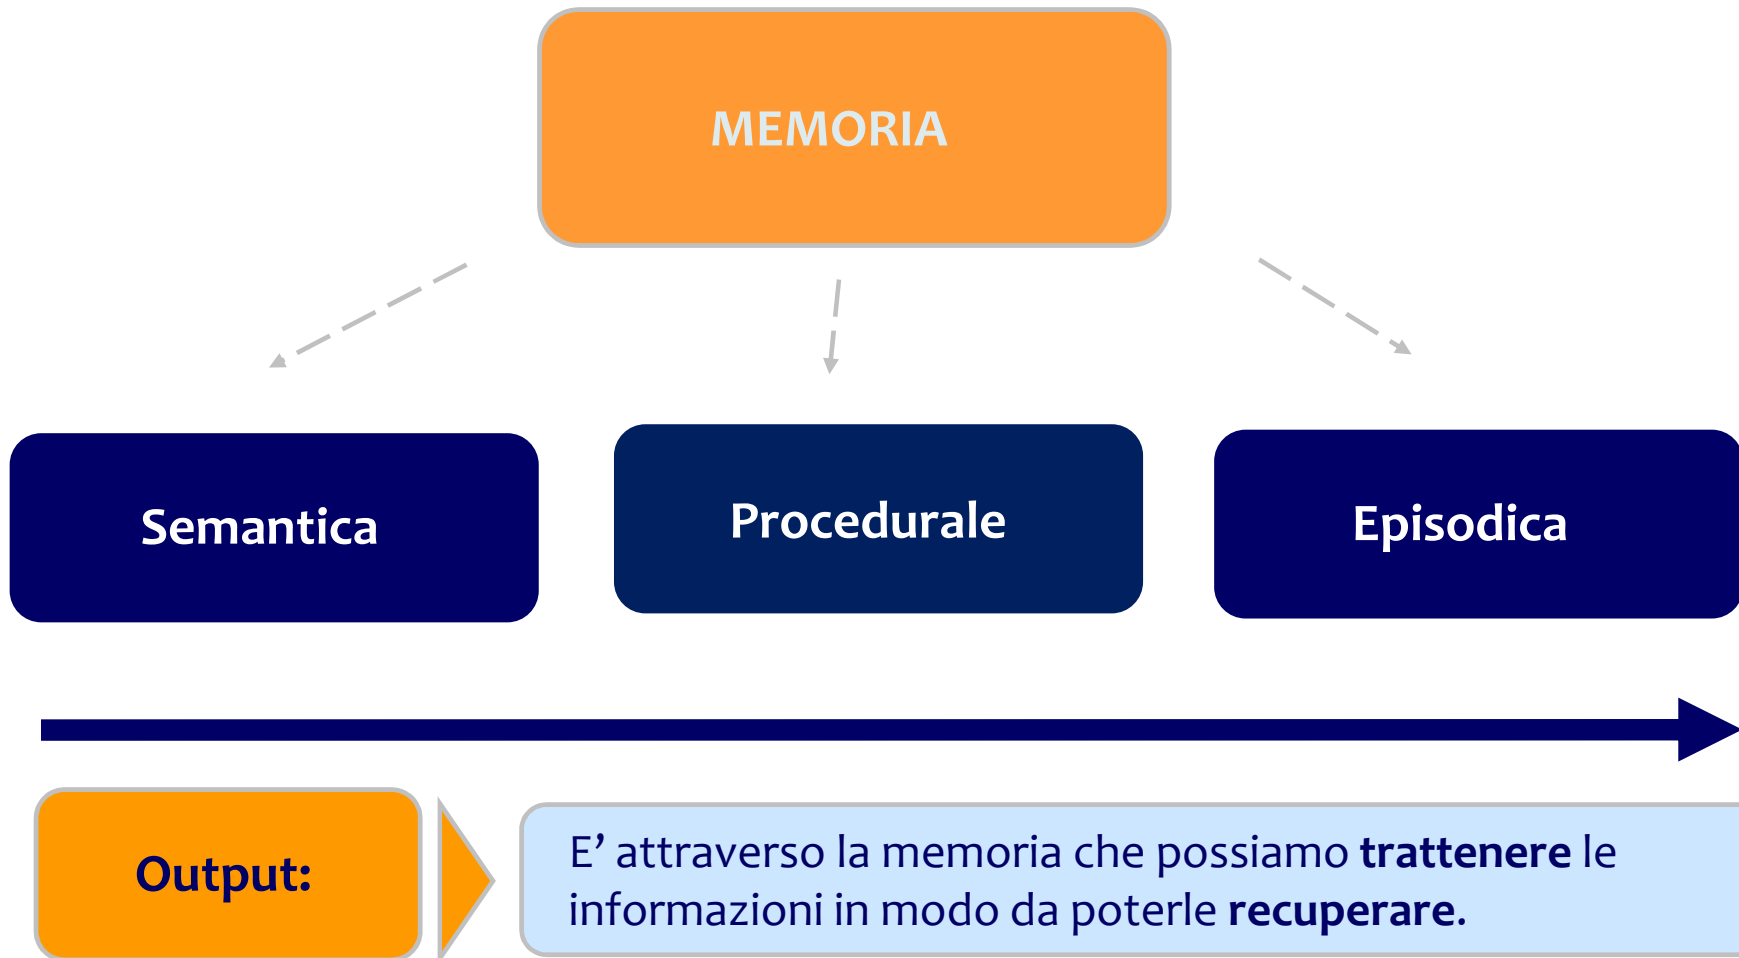 MEMORIA
Semantica
Procedurale
Episodica
Output:
E’ attraverso la memoria che possiamo trattenere le
informazioni in modo da poterle recuperare.